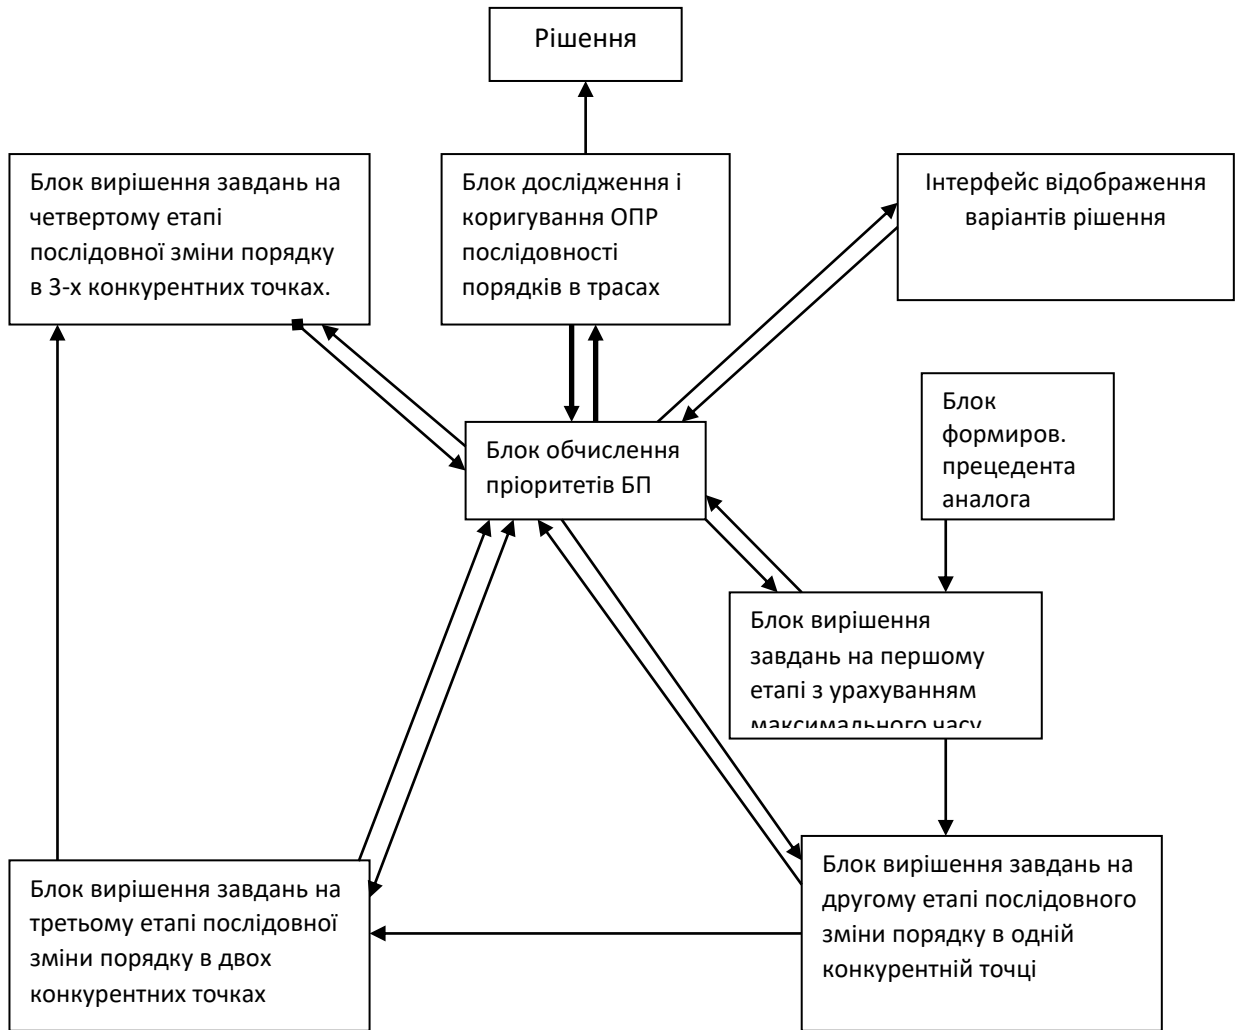 Рішення
Блок вирішення завдань на
четвертому етапі
послідовної зміни порядку
в 3-х конкурентних точках.
Блок дослідження і
коригування ОПР
послідовності
порядків в трасах
Інтерфейс відображення
варіантів рішення
Блок
формиров.
прецедента
аналога
Блок обчислення
пріоритетів БП
Блок вирішення
завдань на першому
етапі з урахуванням
максимального часу
Блок вирішення завдань на
третьому етапі послідовної
зміни порядку в двох
конкурентних точках
Блок вирішення завдань на
другому етапі послідовного
зміни порядку в одній
конкурентній точці